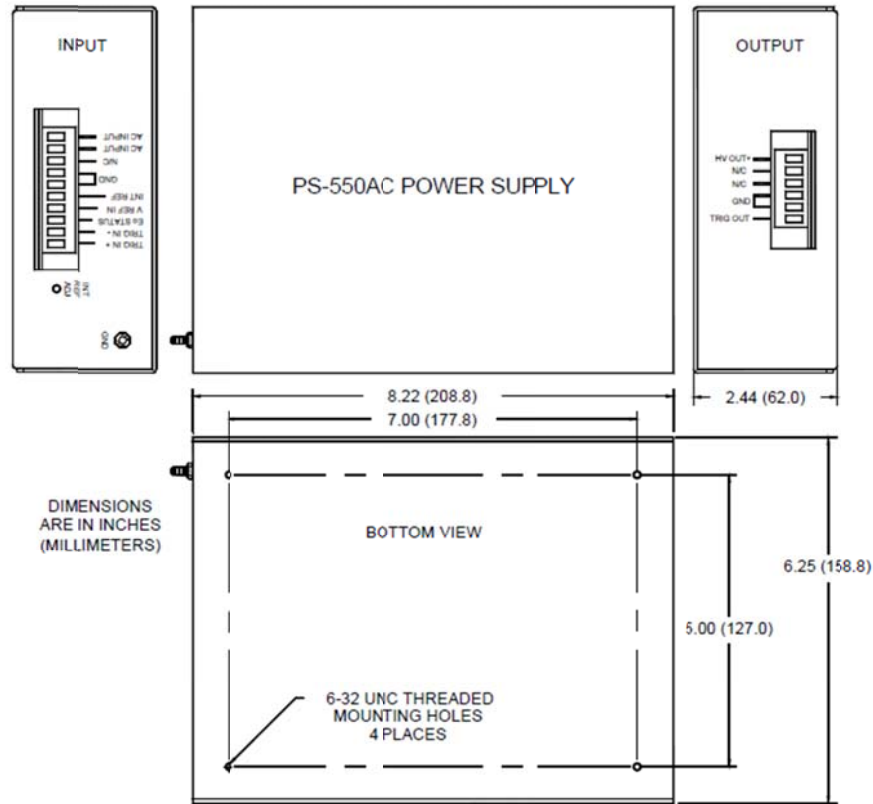 INPUT
AC INPUT
AC INPUT
N/C
GND
INT REF
V REF IN
Eo STATUS
TRIG IN -
TRIG IN +
INT
REF
ADJ
GND
PS-550AC POWER SUPPLY
OUTPUT
HV OUT+
N/C
N/C
GND
TRIG OUT
8.22 (208.8)
7.00 (177.8)
2.44 (62.0)
DIMENSIONS
ARE IN INCHES
(MILLIMETERS)
BOTTOM VIEW
6.25 (158.8)
5.00 (127.0)
6-32 UNC THREADED
MOUNTING HOLES
4 PLACES